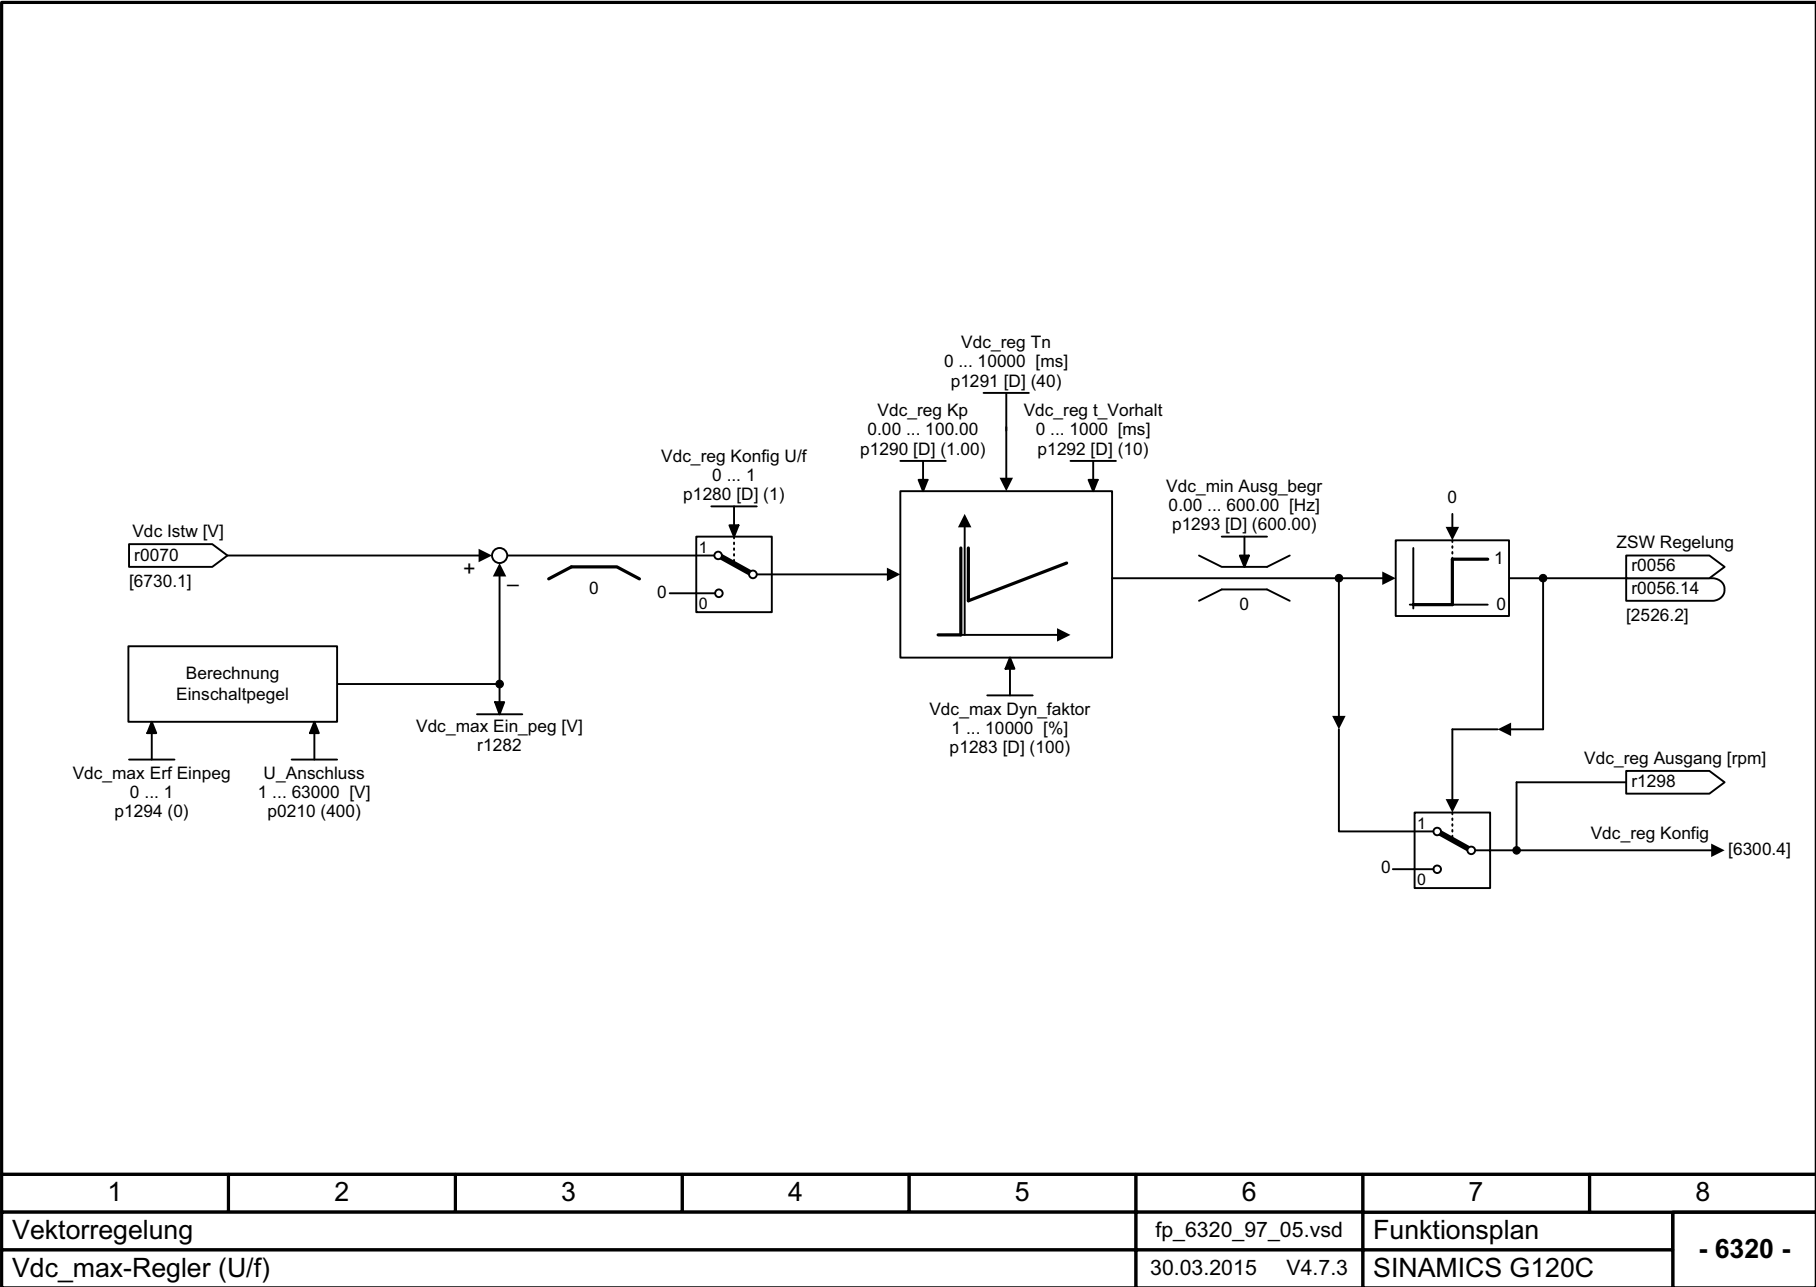 Vdc_reg Tn
0 ... 10000 [ms]
p1291 [D] (40)
Vdc_reg Kp
0.00 ... 100.00
p1290 [D] (1.00)
Vdc_reg t_Vorhalt
0 ... 1000 [ms]
p1292 [D] (10)
Vdc_reg Konfig U/f
0 ... 1
p1280 [D] (1)
Vdc_min Ausg_begr
0.00 ... 600.00 [Hz]
p1293 [D] (600.00)
0
Vdc Istw [V]
r0070
[6730.1]
+
–
0
1
0
0
0
1
0
ZSW Regelung
r0056
r0056.14
[2526.2]
Berechnung
Einschaltpegel
Vdc_max Ein_peg [V]
r1282
Vdc_max Erf Einpeg
0 ... 1
p1294 (0)
U_Anschluss
1 ... 63000 [V]
p0210 (400)
Vdc_max Dyn_faktor
1 ... 10000 [%]
p1283 [D] (100)
Vdc_reg Ausgang [rpm]
r1298
1
0
0
Vdc_reg Konfig
[6300.4]
1 2 3 4 5 6 7 8
Vektorregelung
fp_6320_97_05.vsd
Funktionsplan
- 6320 -
Vdc_max-Regler (U/f)
30.03.2015 V4.7.3
SINAMICS G120C